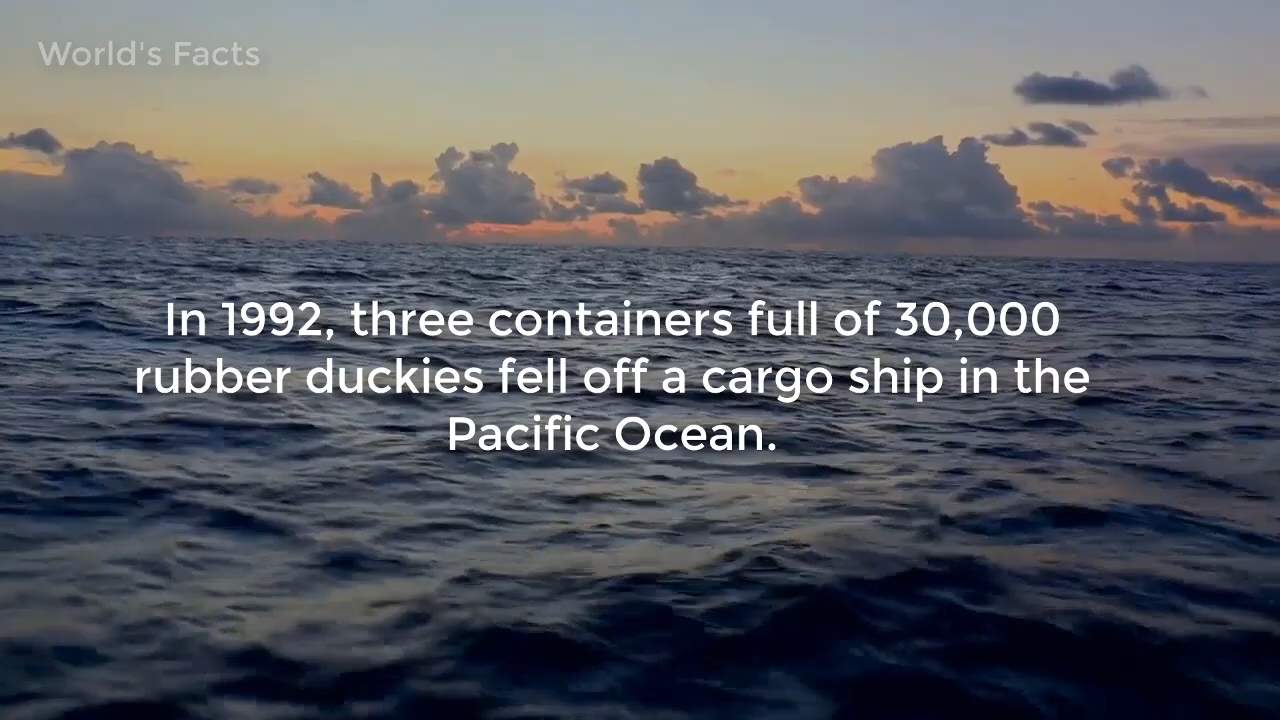 World's Facts
In 1992, three containers full of 30,000
rubber duckies fell off a cargo ship in the
Pacific Ocean.